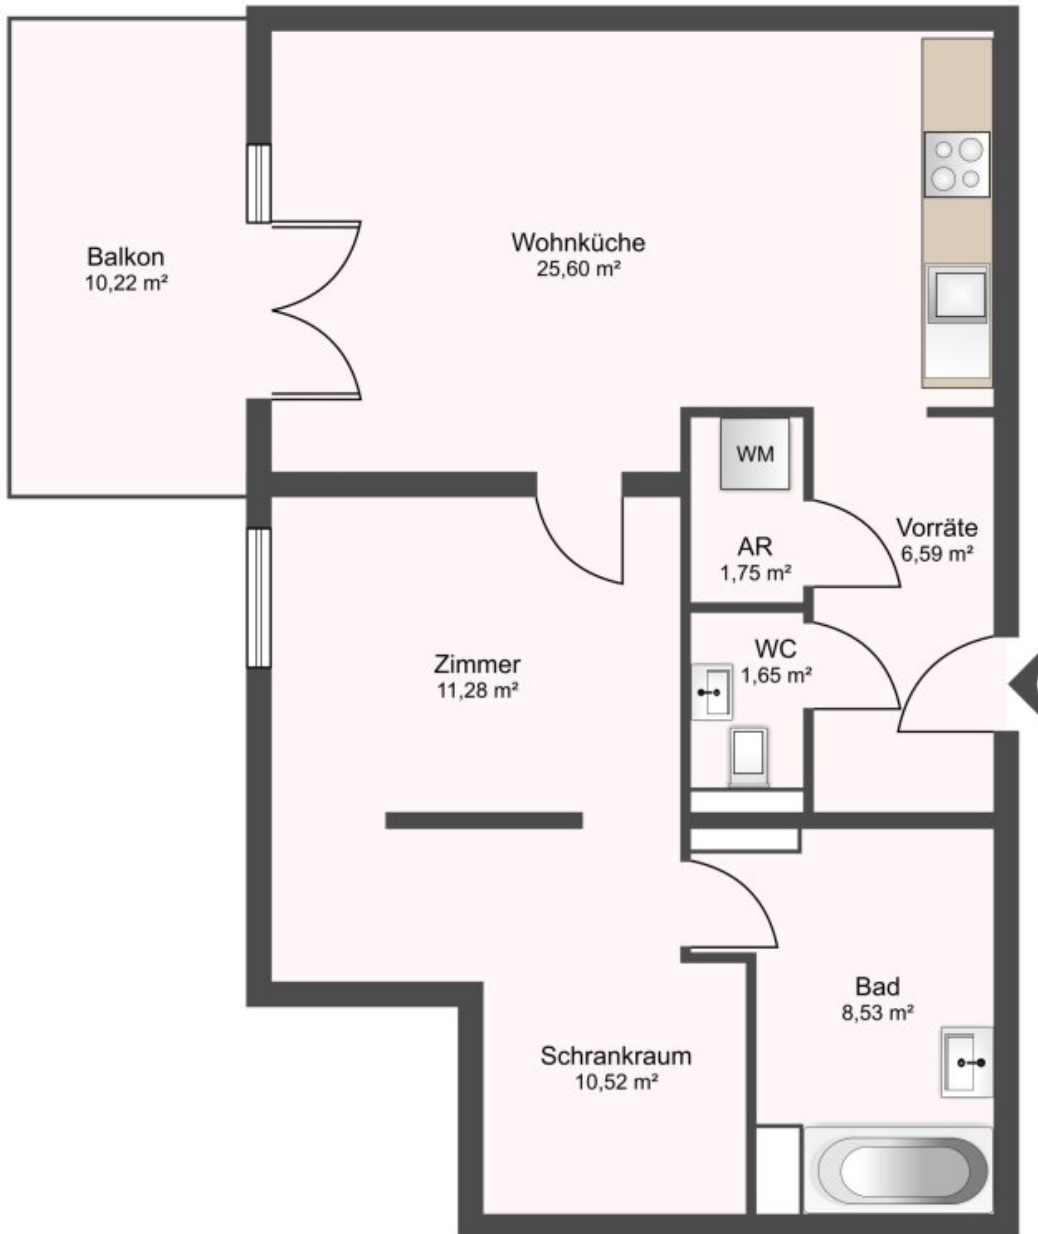 Balkon
10,22 m²
Wohnküche
25,60 m²
WM
AR
1,75 m²
Vorräte
6,59 m²
WC
1,65 m²
Zimmer
11,28 m²
Bad
8,53 m²
Schrankraum
10,52 m²